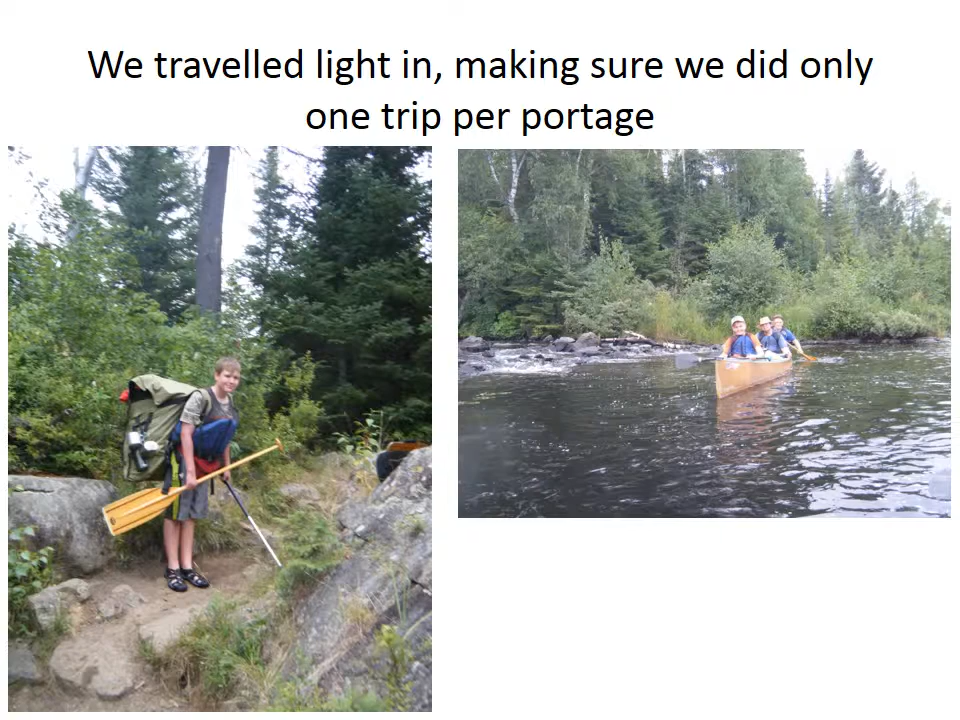 We travelled light in, making sure we did only
one trip per portage